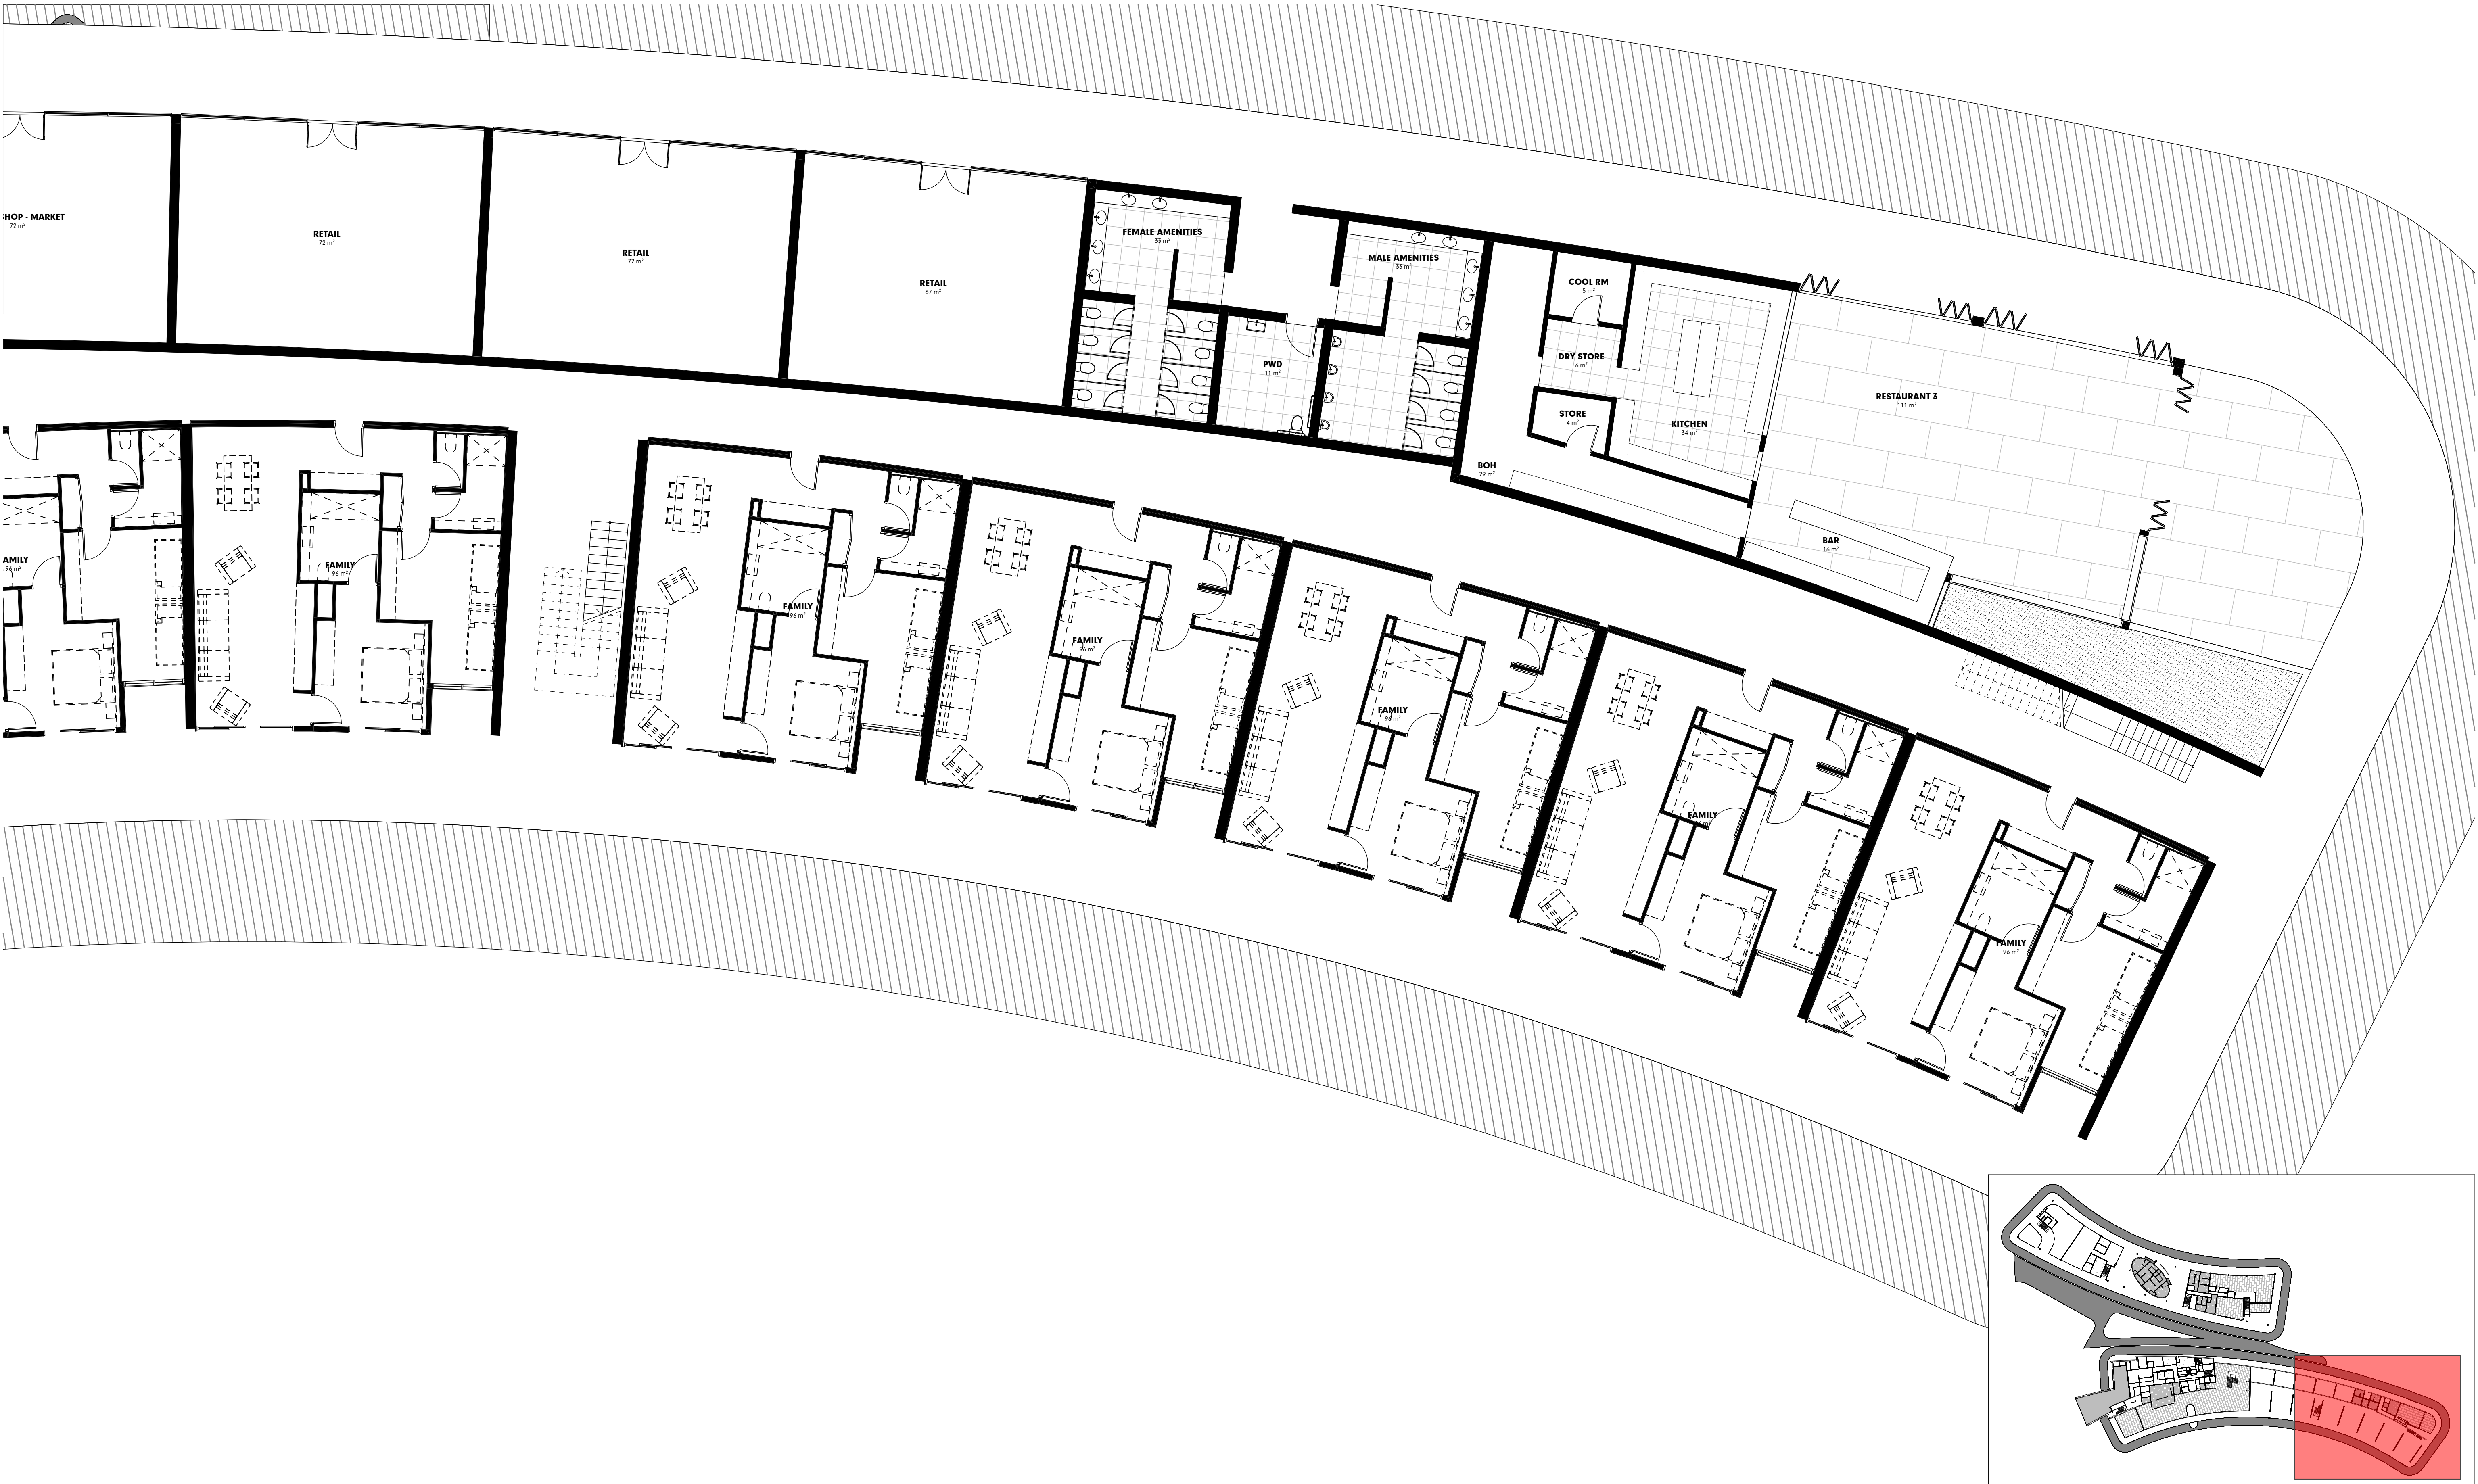 SHOP - MARKET
72 m²
RETAIL
72 m²
RETAIL
72 m²
RETAIL
67 m²
FEMALE AMENITIES
33 m²
MALE AMENITIES
33 m²
PWD
11 m²
COOL RM
5 m²
DRY STORE
6 m²
STORE
4 m²
KITCHEN
34 m²
BOH
29 m²
RESTAURANT 3
111 m²
BAR
16 m²
FAMILY
96 m²
FAMILY
96 m²
FAMILY
96 m²
FAMILY
96 m²
FAMILY
96 m²
FAMILY
FAMILY
96 m²